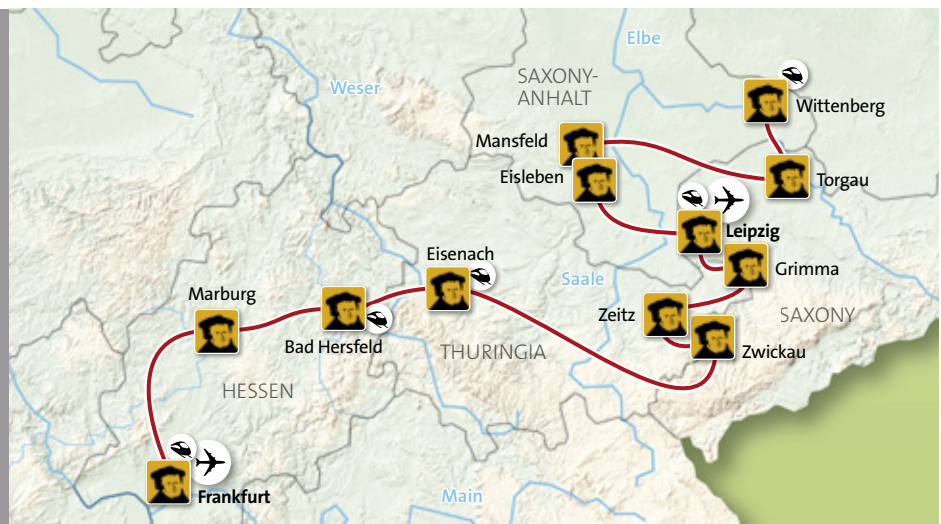 Elbe
SAXONY-
ANHALT
Weser
Wittenberg
Mansfeld
Eisleben
Torgau
Leipzig
Eisenach
Grimma
Saale
Marburg
Zeitz
SAXONY
Bad Hersfeld
THURINGIA
Zwickau
HESSEN
Frankfurt
Main